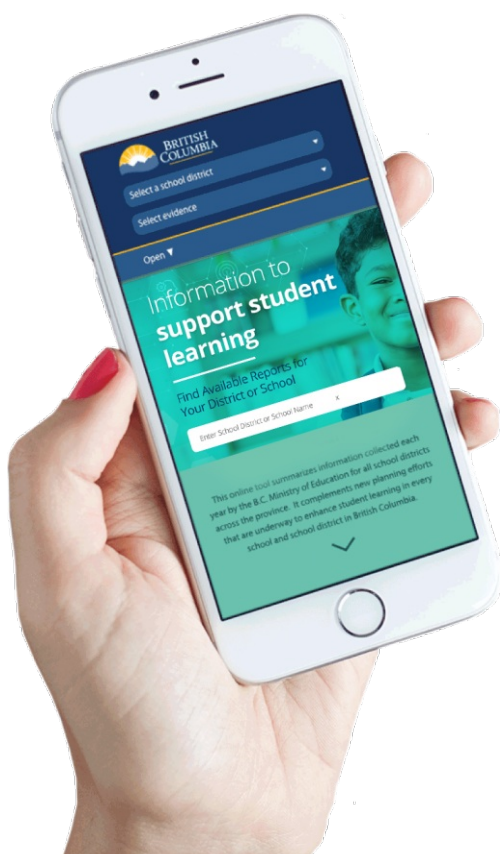 BRITISH
COLUMBIA
Select a school district
Select evidence
Open
Information to
support student
learning
Find Available Reports for
Your District or School
Enter School District or School Name x
This online tool summarizes information collected each
year by the B.C. Ministry of Education for all school districts
across the province. It complements new planning efforts
that are underway to enhance student learning in every
school and school district in British Columbia.